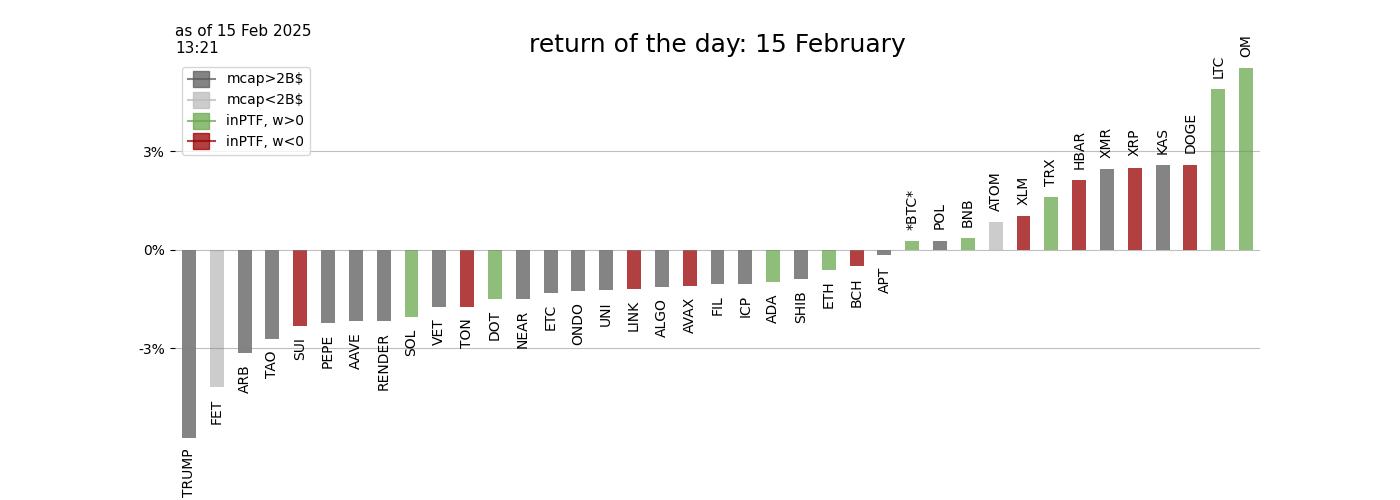 as of 15 Feb 2025
13:21
return of the day: 15 February
mcap>2B$
mcap<2B$
inPTF, w>0
inPTF, w<0
3%
0%
-3%
TRUMP
FET
ARB
TAO
SUI
PEPE
AAVE
RENDER
SOL
VET
TON
DOT
NEAR
ETC
ONDO
UNI
LINK
ALGO
AVAX
FIL
ICP
ADA
SHIB
ETH
BCH
APT
*BTC*
POL
BNB
ATOM
XLM
TRX
HBAR
XMR
XRP
KAS
DOGE
LTC
OM